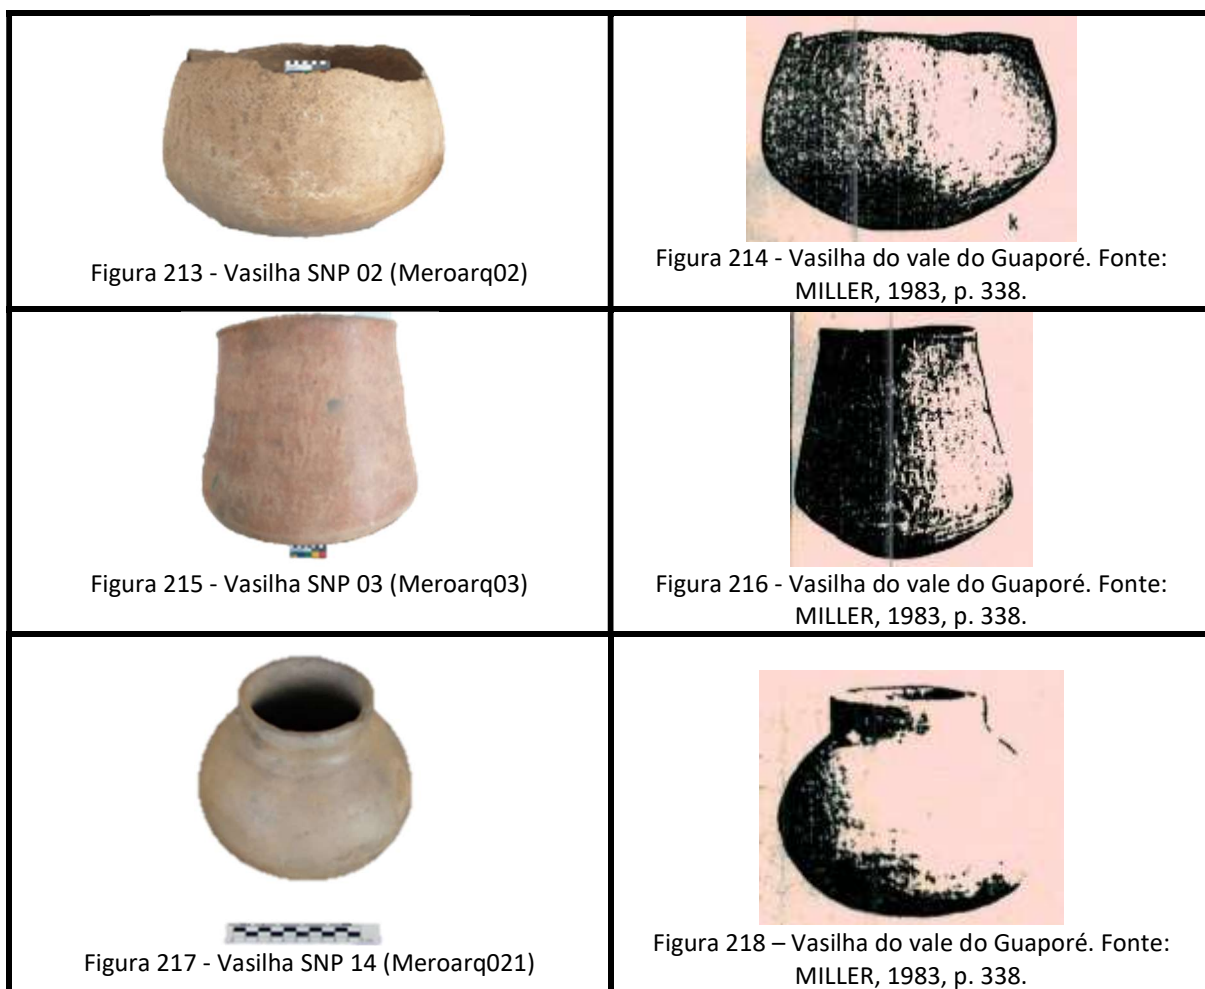 Figura 213 - Vasilha SNP 02 (Meroarq02)
k
Figura 214 - Vasilha do vale do Guaporé. Fonte:
MILLER, 1983, p. 338.
Figura 215 - Vasilha SNP 03 (Meroarq03)
Figura 216 - Vasilha do vale do Guaporé. Fonte:
MILLER, 1983, p. 338.
Figura 217 - Vasilha SNP 14 (Meroarq021)
Figura 218 – Vasilha do vale do Guaporé. Fonte:
MILLER, 1983, p. 338.